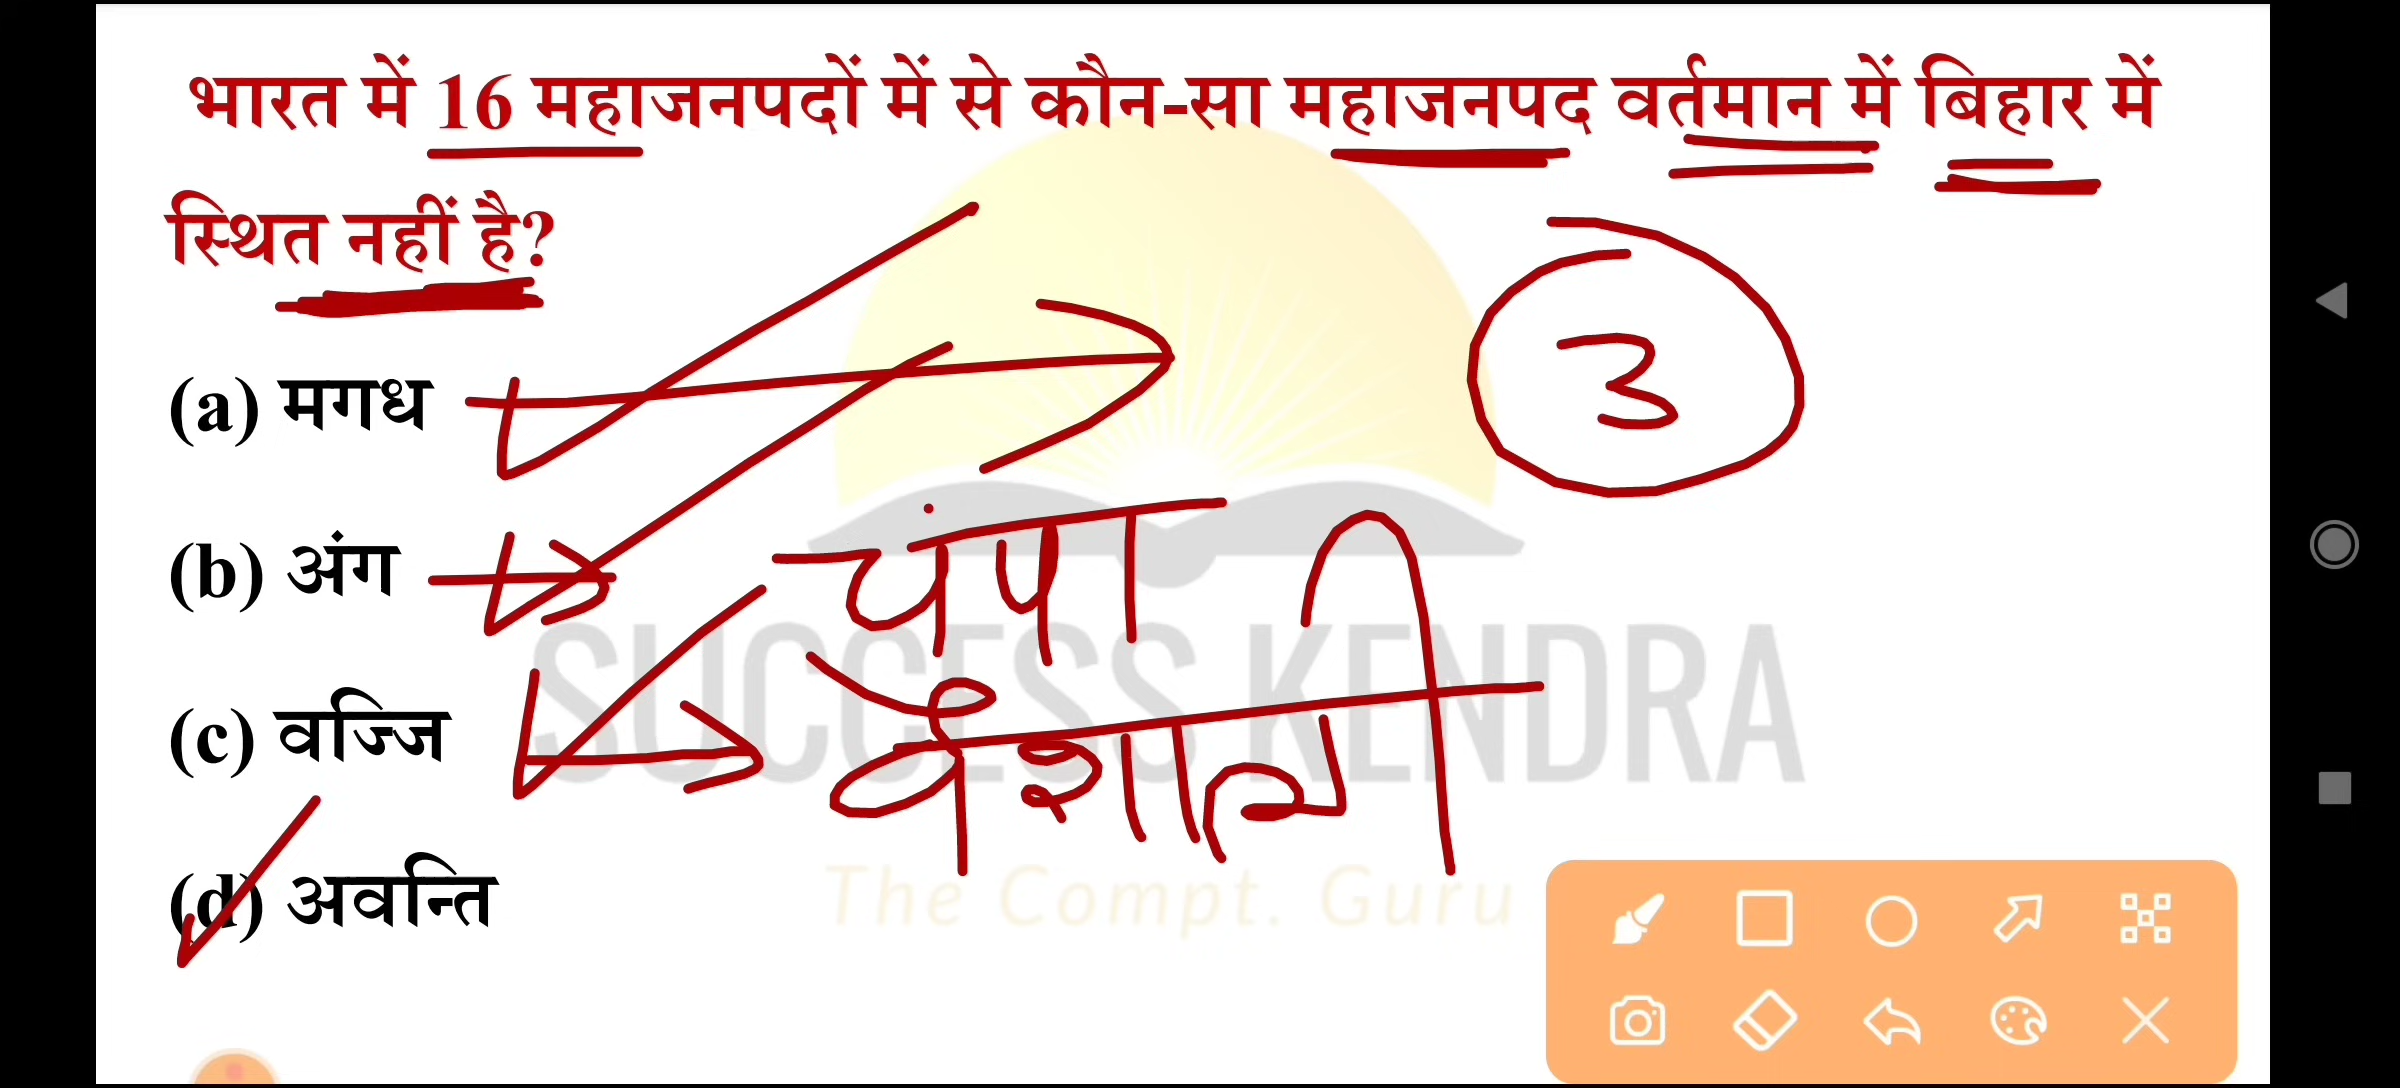 भारत में 16 महाजनपदों में से कौन-सा महाजनपद वर्तमान में बिहार में
स्थित नहीं है?
3
(a) मगध
(b) अंग
चंपा
(c) वज्जि
वैशाली
(d) अवन्ति
SUCCESS KENDRA
The Compt. Guru